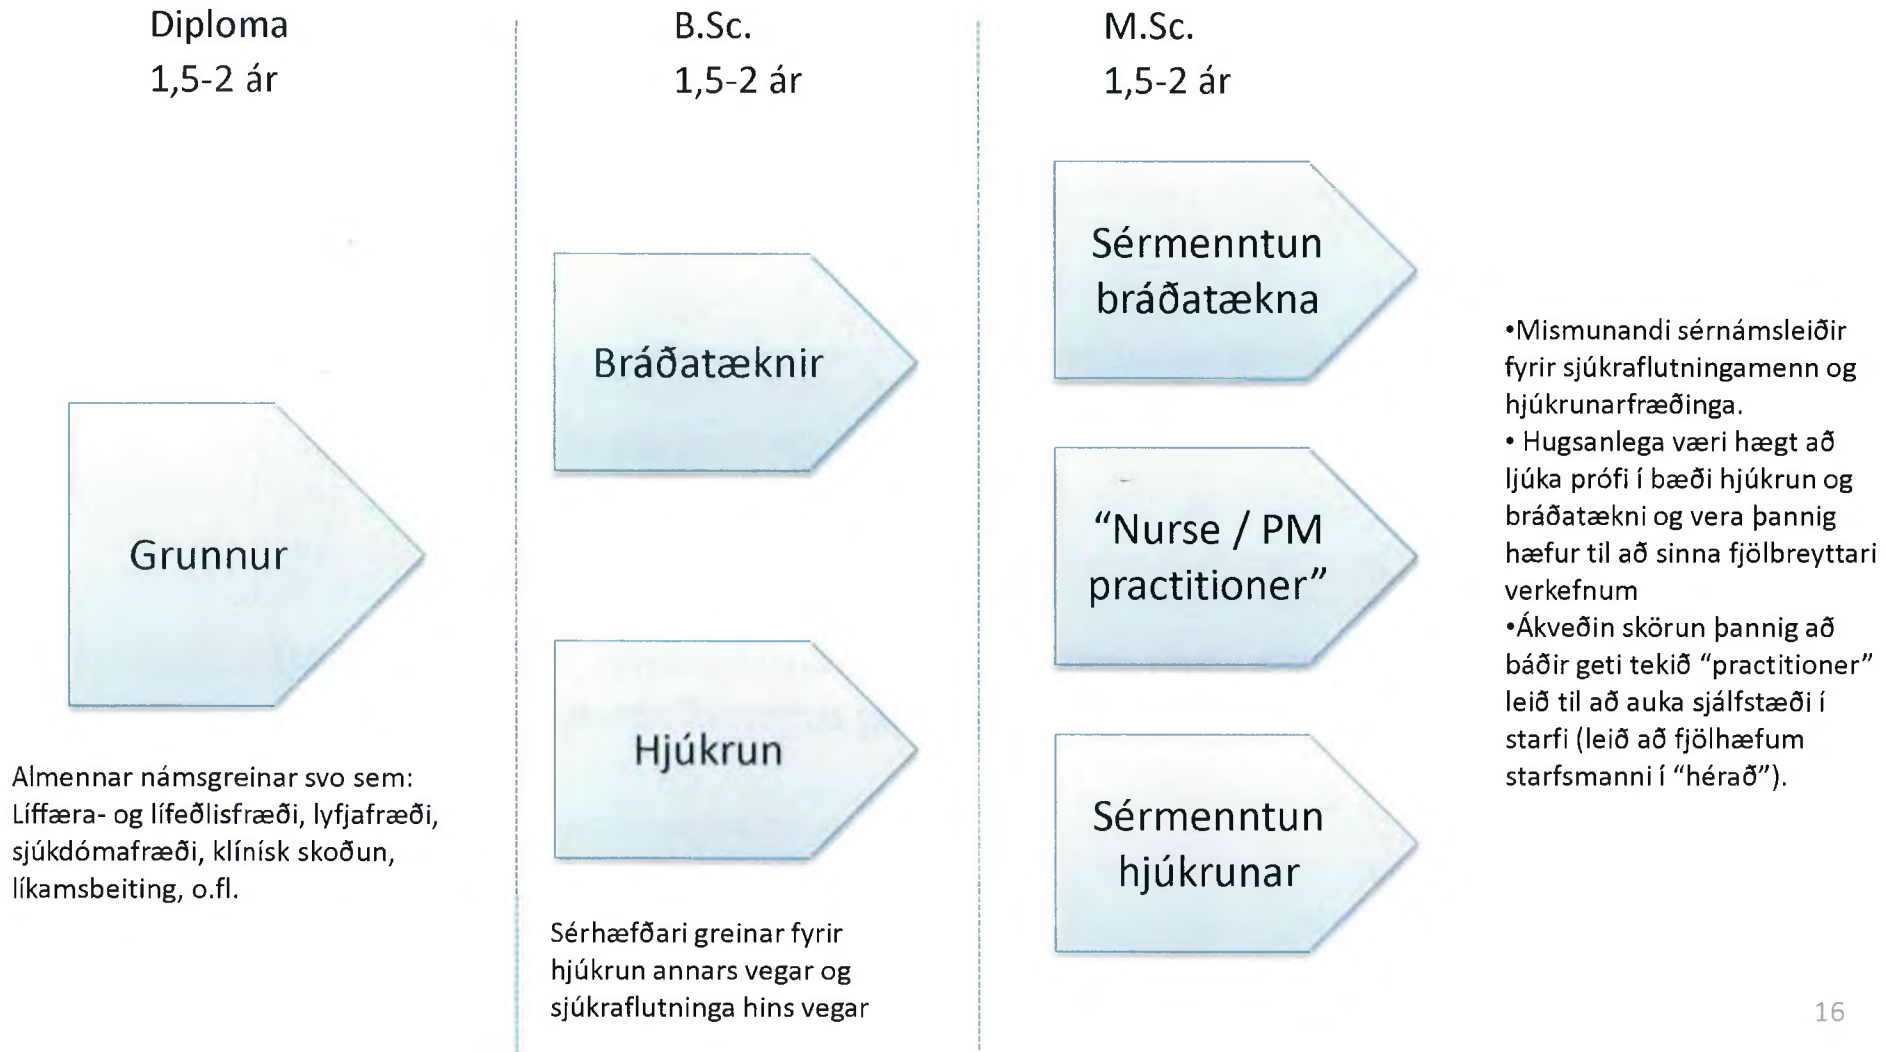 Diploma
1,5-2 ár
Grunnur
Almennar námsgreinar svo sem:
Líffæra- og lífeðlisfræði, lyfjafræði,
sjúkdómafræði, klínísk skoðun,
líkamsbeiting, o.fl.
B.Sc.
1,5-2 ár
Bráðatæknir
Hjúkrun
Sérhæfðari greinar fyrir
hjúkrun annars vegar og
sjúkraflutninga hins vegar
M.Sc.
1,5-2 ár
Sérmenntun
bráðatækna
“Nurse / PM
practitioner”
Sérmenntun
hjúkrunar
•Mismunandi sérnámsleiðir
fyrir sjúkraflutningamenn og
hjúkrunarfræðinga.
• Hugsanlega væri hægt að
ljúka prófi í bæði hjúkrun og
bráðatækni og vera þannig
hæfur til að sinna fjölbreyttari
verkefnum
•Ákveðin skörun þannig að
báðir geti tekið “practitioner”
leið til að auka sjálfstæði í
starfi (leið að fjölhæfum
starfsmanni í “hérað”).
16